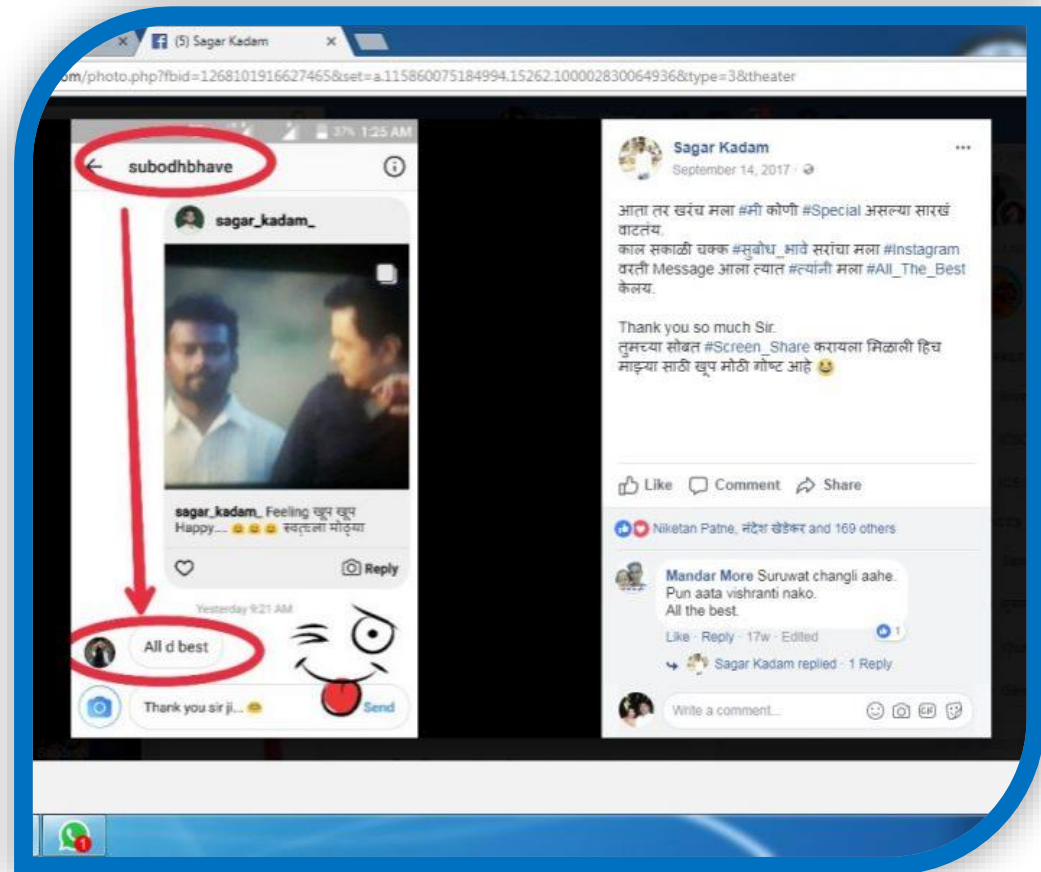 (5) Sagar Kadam
om/photo.php?fbid=1268101916627465&set=a.115860075184994.15262.100002830064936&type=3&theater
37% 1:25 AM
subodhbhave
sagar_kadam_
sagar_kadam_ Feeling खूप खूप
Happy.... स्वतःला मोठ्या
Reply
Yesterday 9:21 AM
All d best
Thank you sir ji...
Send
Sagar Kadam
September 14, 2017
आता तर खरंच मला #मी कोणी #Special असल्या सारखं
वाटतंय.
काल सकाळी चक्क #सुबोध_भावे सरांचा मला #Instagram
वरती Message आला त्यात #त्यांनी मला #All_The_Best
केलय.
Thank you so much Sir.
तुमच्या सोबत #Screen_Share करायला मिळाली हिच
माझ्या साठी खूप मोठी गोष्ट आहे
Like Comment Share
Niketan Patne, नंदेश खेडेकर and 169 others
Mandar More Suruwat changli aahe.
Pun aata vishranti nako.
All the best.
Like · Reply · 17w · Edited
1
Sagar Kadam replied · 1 Reply
Write a comment...
GIF
1